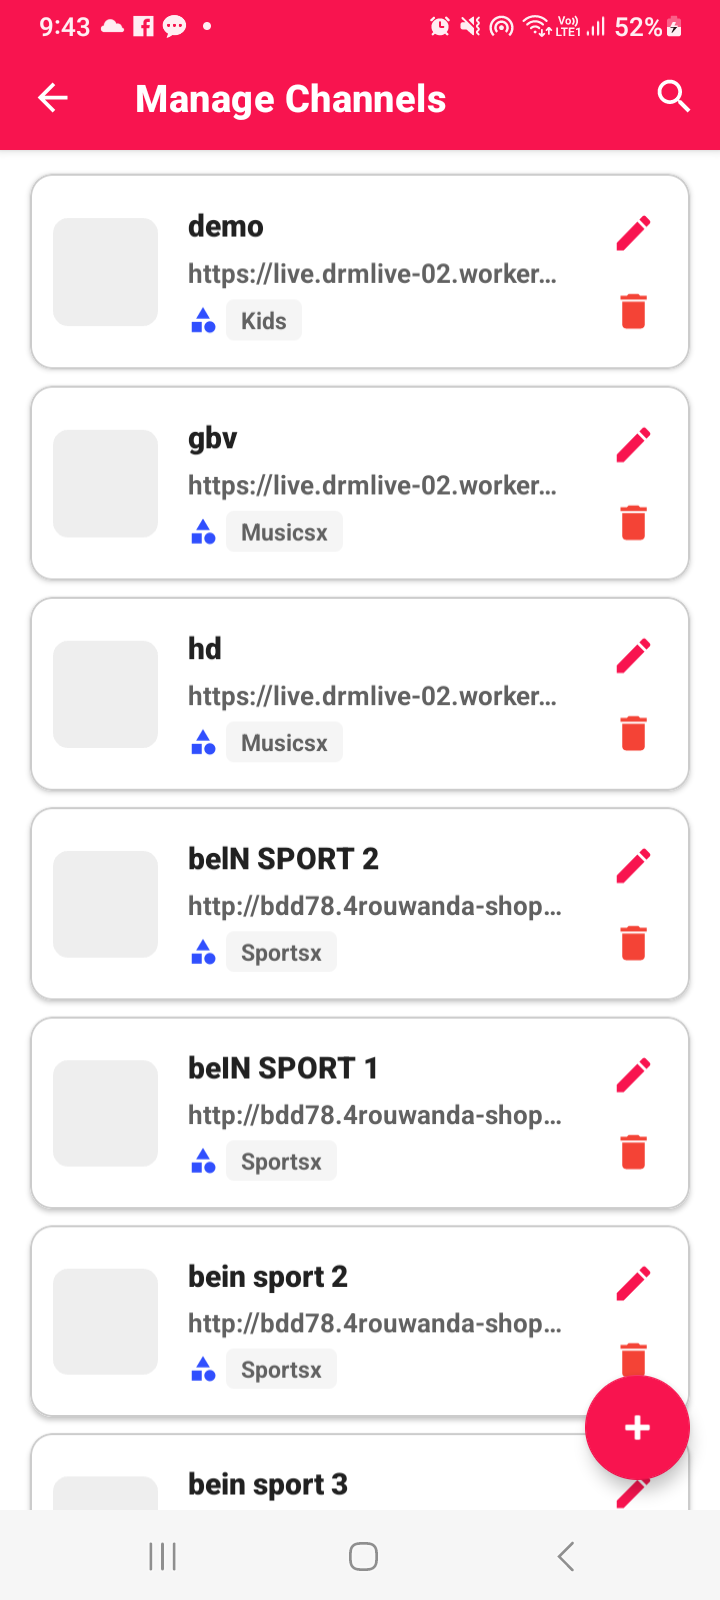 9:43
Vo))
LTE1
52%
Manage Channels
demo
https://live.drmlive-02.worker...
Kids
gbv
https://live.drmlive-02.worker...
Musicsx
hd
https://live.drmlive-02.worker...
Musicsx
beIN SPORT 2
http://bdd78.4rouwanda-shop...
Sportsx
beIN SPORT 1
http://bdd78.4rouwanda-shop...
Sportsx
bein sport 2
http://bdd78.4rouwanda-shop...
Sportsx
bein sport 3